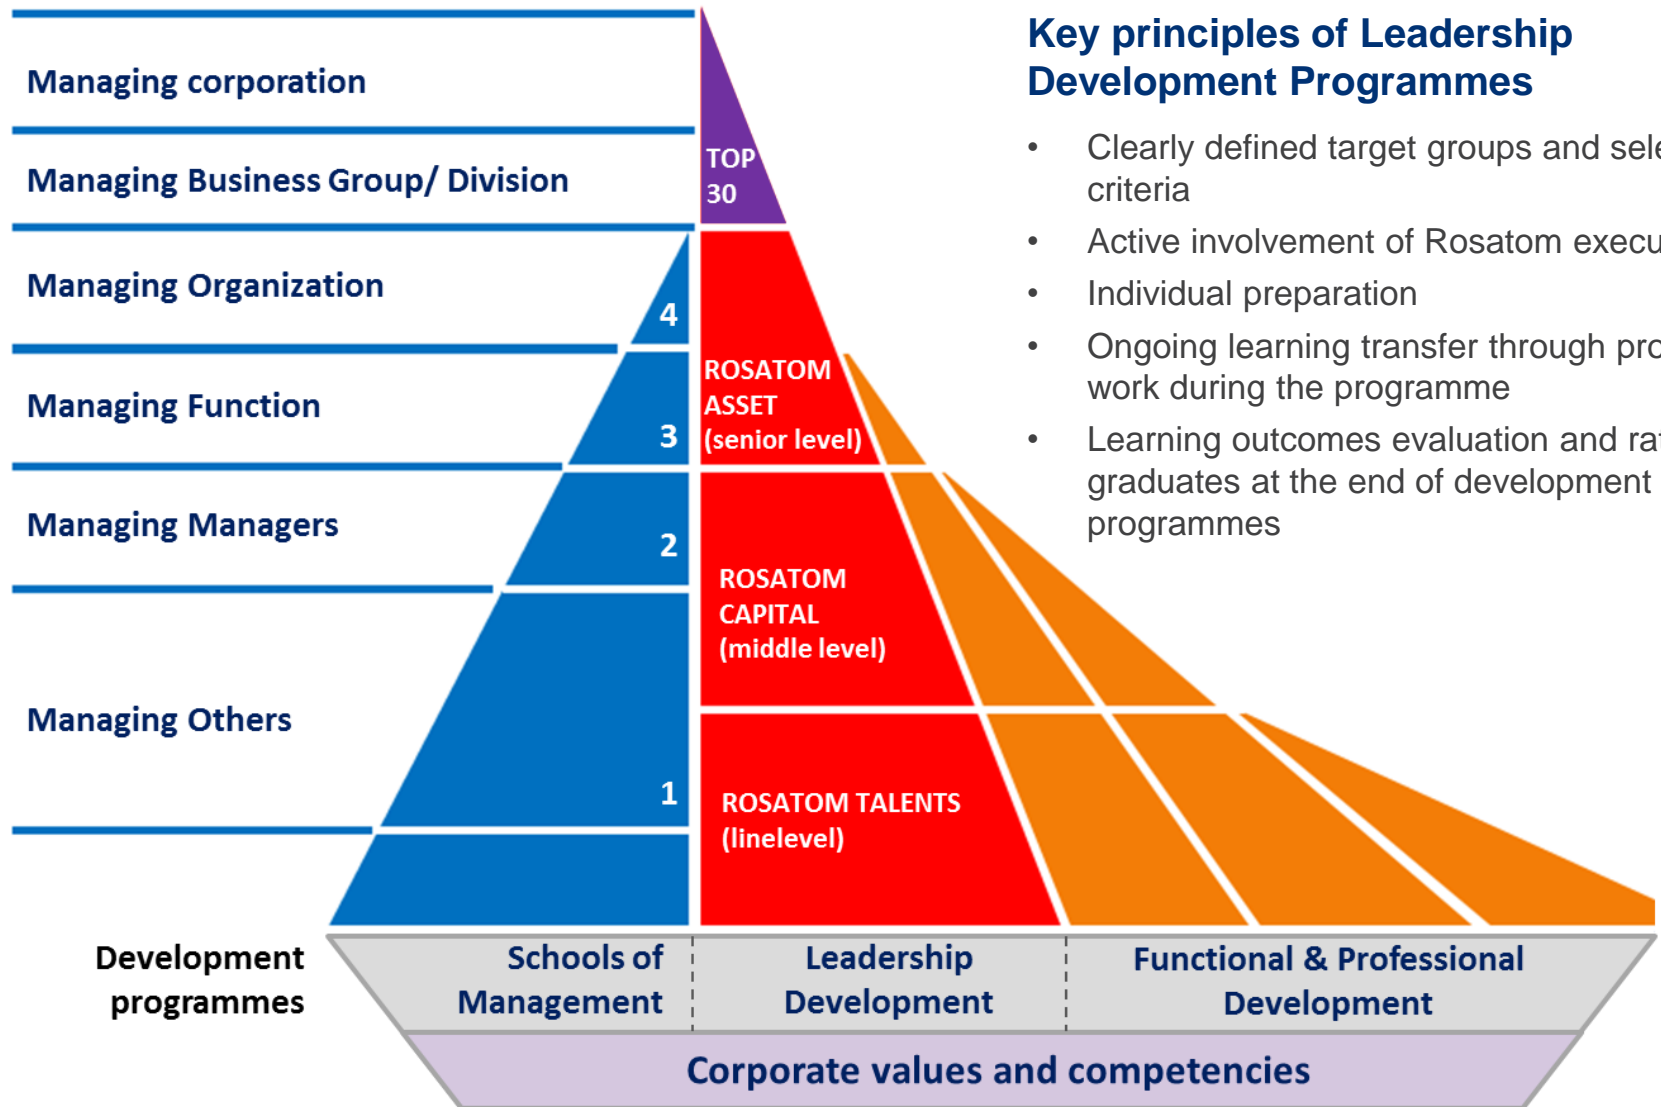 Managing corporation
Managing Business Group/ Division
Managing Organization
Managing Function
Managing Managers
Managing Others
TOP
30
4
3
2
1
ROSATOM
ASSET
(senior level)
ROSATOM
CAPITAL
(middle level)
ROSATOM TALENTS
(linelevel)
Key principles of Leadership
Development Programmes
• Clearly defined target groups and
criteria
• Active involvement of Rosatom
• Individual preparation
• Ongoing learning transfer through
work during the programme
• Learning outcomes evaluation and
graduates at the end of development
programmes
Development
programmes
Schools of
Management
Leadership
Development
Functional & Professional
Development
Corporate values and competencies